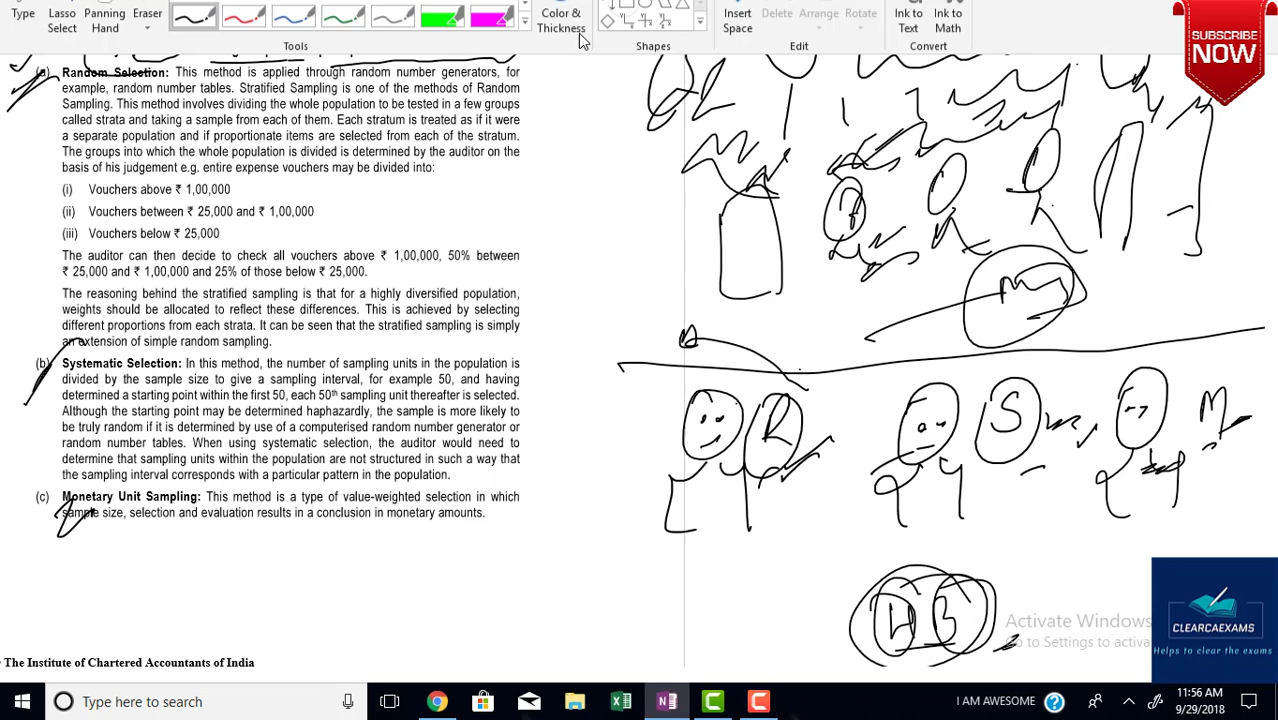 Type
Lasso Select
Panning Hand
Eraser
Color & Thickness
Insert Space
Delete
Arrange
Rotate
Ink to Text
Ink to Math
Tools
Shapes
Edit
Convert
SUBSCRIBE
NOW
(a) Random Selection: This method is applied through random number generators, for
example, random number tables. Stratified Sampling is one of the methods of Random
Sampling. This method involves dividing the whole population to be tested in a few groups
called strata and taking a sample from each of them. Each stratum is treated as if it were
a separate population and if proportionate items are selected from each of the stratum.
The groups into which the whole population is divided is determined by the auditor on the
basis of his judgement e.g. entire expense vouchers may be divided into:
(i) Vouchers above ₹ 1,00,000
(ii) Vouchers between ₹ 25,000 and ₹ 1,00,000
(iii) Vouchers below ₹ 25,000
The auditor can then decide to check all vouchers above ₹ 1,00,000, 50% between
₹ 25,000 and ₹ 1,00,000 and 25% of those below ₹ 25,000.
The reasoning behind the stratified sampling is that for a highly diversified population,
weights should be allocated to reflect these differences. This is achieved by selecting
different proportions from each strata. It can be seen that the stratified sampling is simply
an extension of simple random sampling.
(b) Systematic Selection: In this method, the number of sampling units in the population is
divided by the sample size to give a sampling interval, for example 50, and having
determined a starting point within the first 50, each 50th sampling unit thereafter is selected.
Although the starting point may be determined haphazardly, the sample is more likely to
be truly random if it is determined by use of a computerised random number generator or
random number tables. When using systematic selection, the auditor would need to
determine that sampling units within the population are not structured in such a way that
the sampling interval corresponds with a particular pattern in the population.
(c) Monetary Unit Sampling: This method is a type of value-weighted selection in which
sample size, selection and evaluation results in a conclusion in monetary amounts.
R
S
M
H B
Activate Windows
Go to Settings to activa
CLEARCAEXAMS
Helps to clear the exams
The Institute of Chartered Accountants of India
Type here to search
I AM AWESOME
11:56 AM
9/29/2018